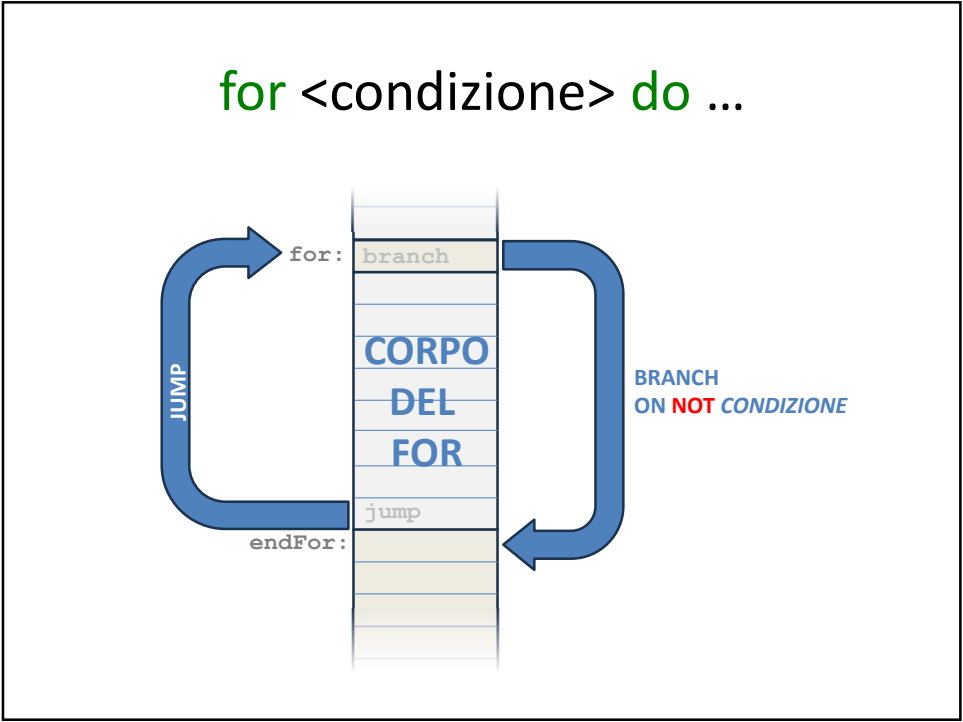 for <condizione> do …
for: branch
CORPO
DEL
FOR
JUMP
BRANCH
ON NOT CONDIZIONE
jump
endFor: